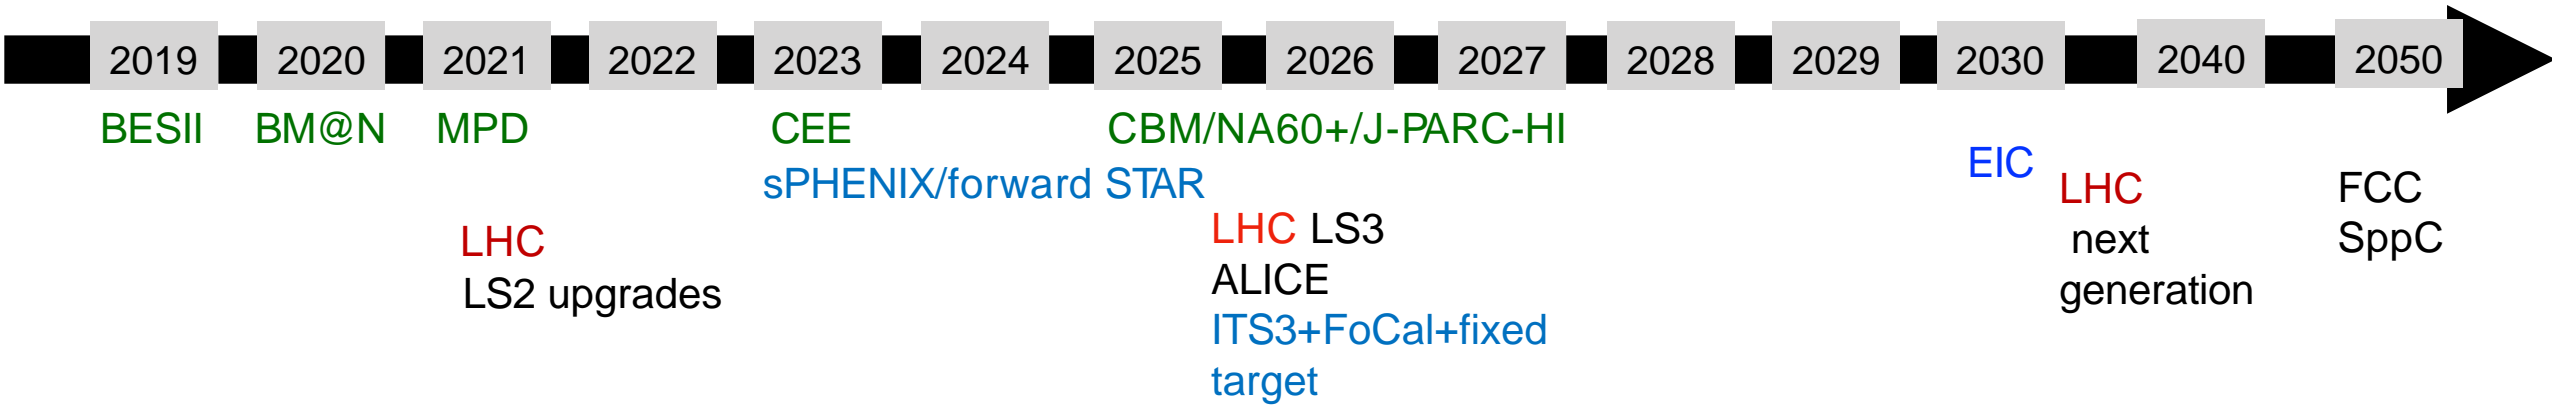 2019 2020 2021 2022 2023 2024 2025 2026 2027 2028 2029 2030 2040 2050
BESII BM@N MPD CEE CBM/NA60+/J-PARC-HI
sPHENIX/forward STAR
LHC
LS2 upgrades
LHC LS3
ALICE
ITS3+FoCal+fixed
target
EIC
LHC
next
generation
FCC
SppC